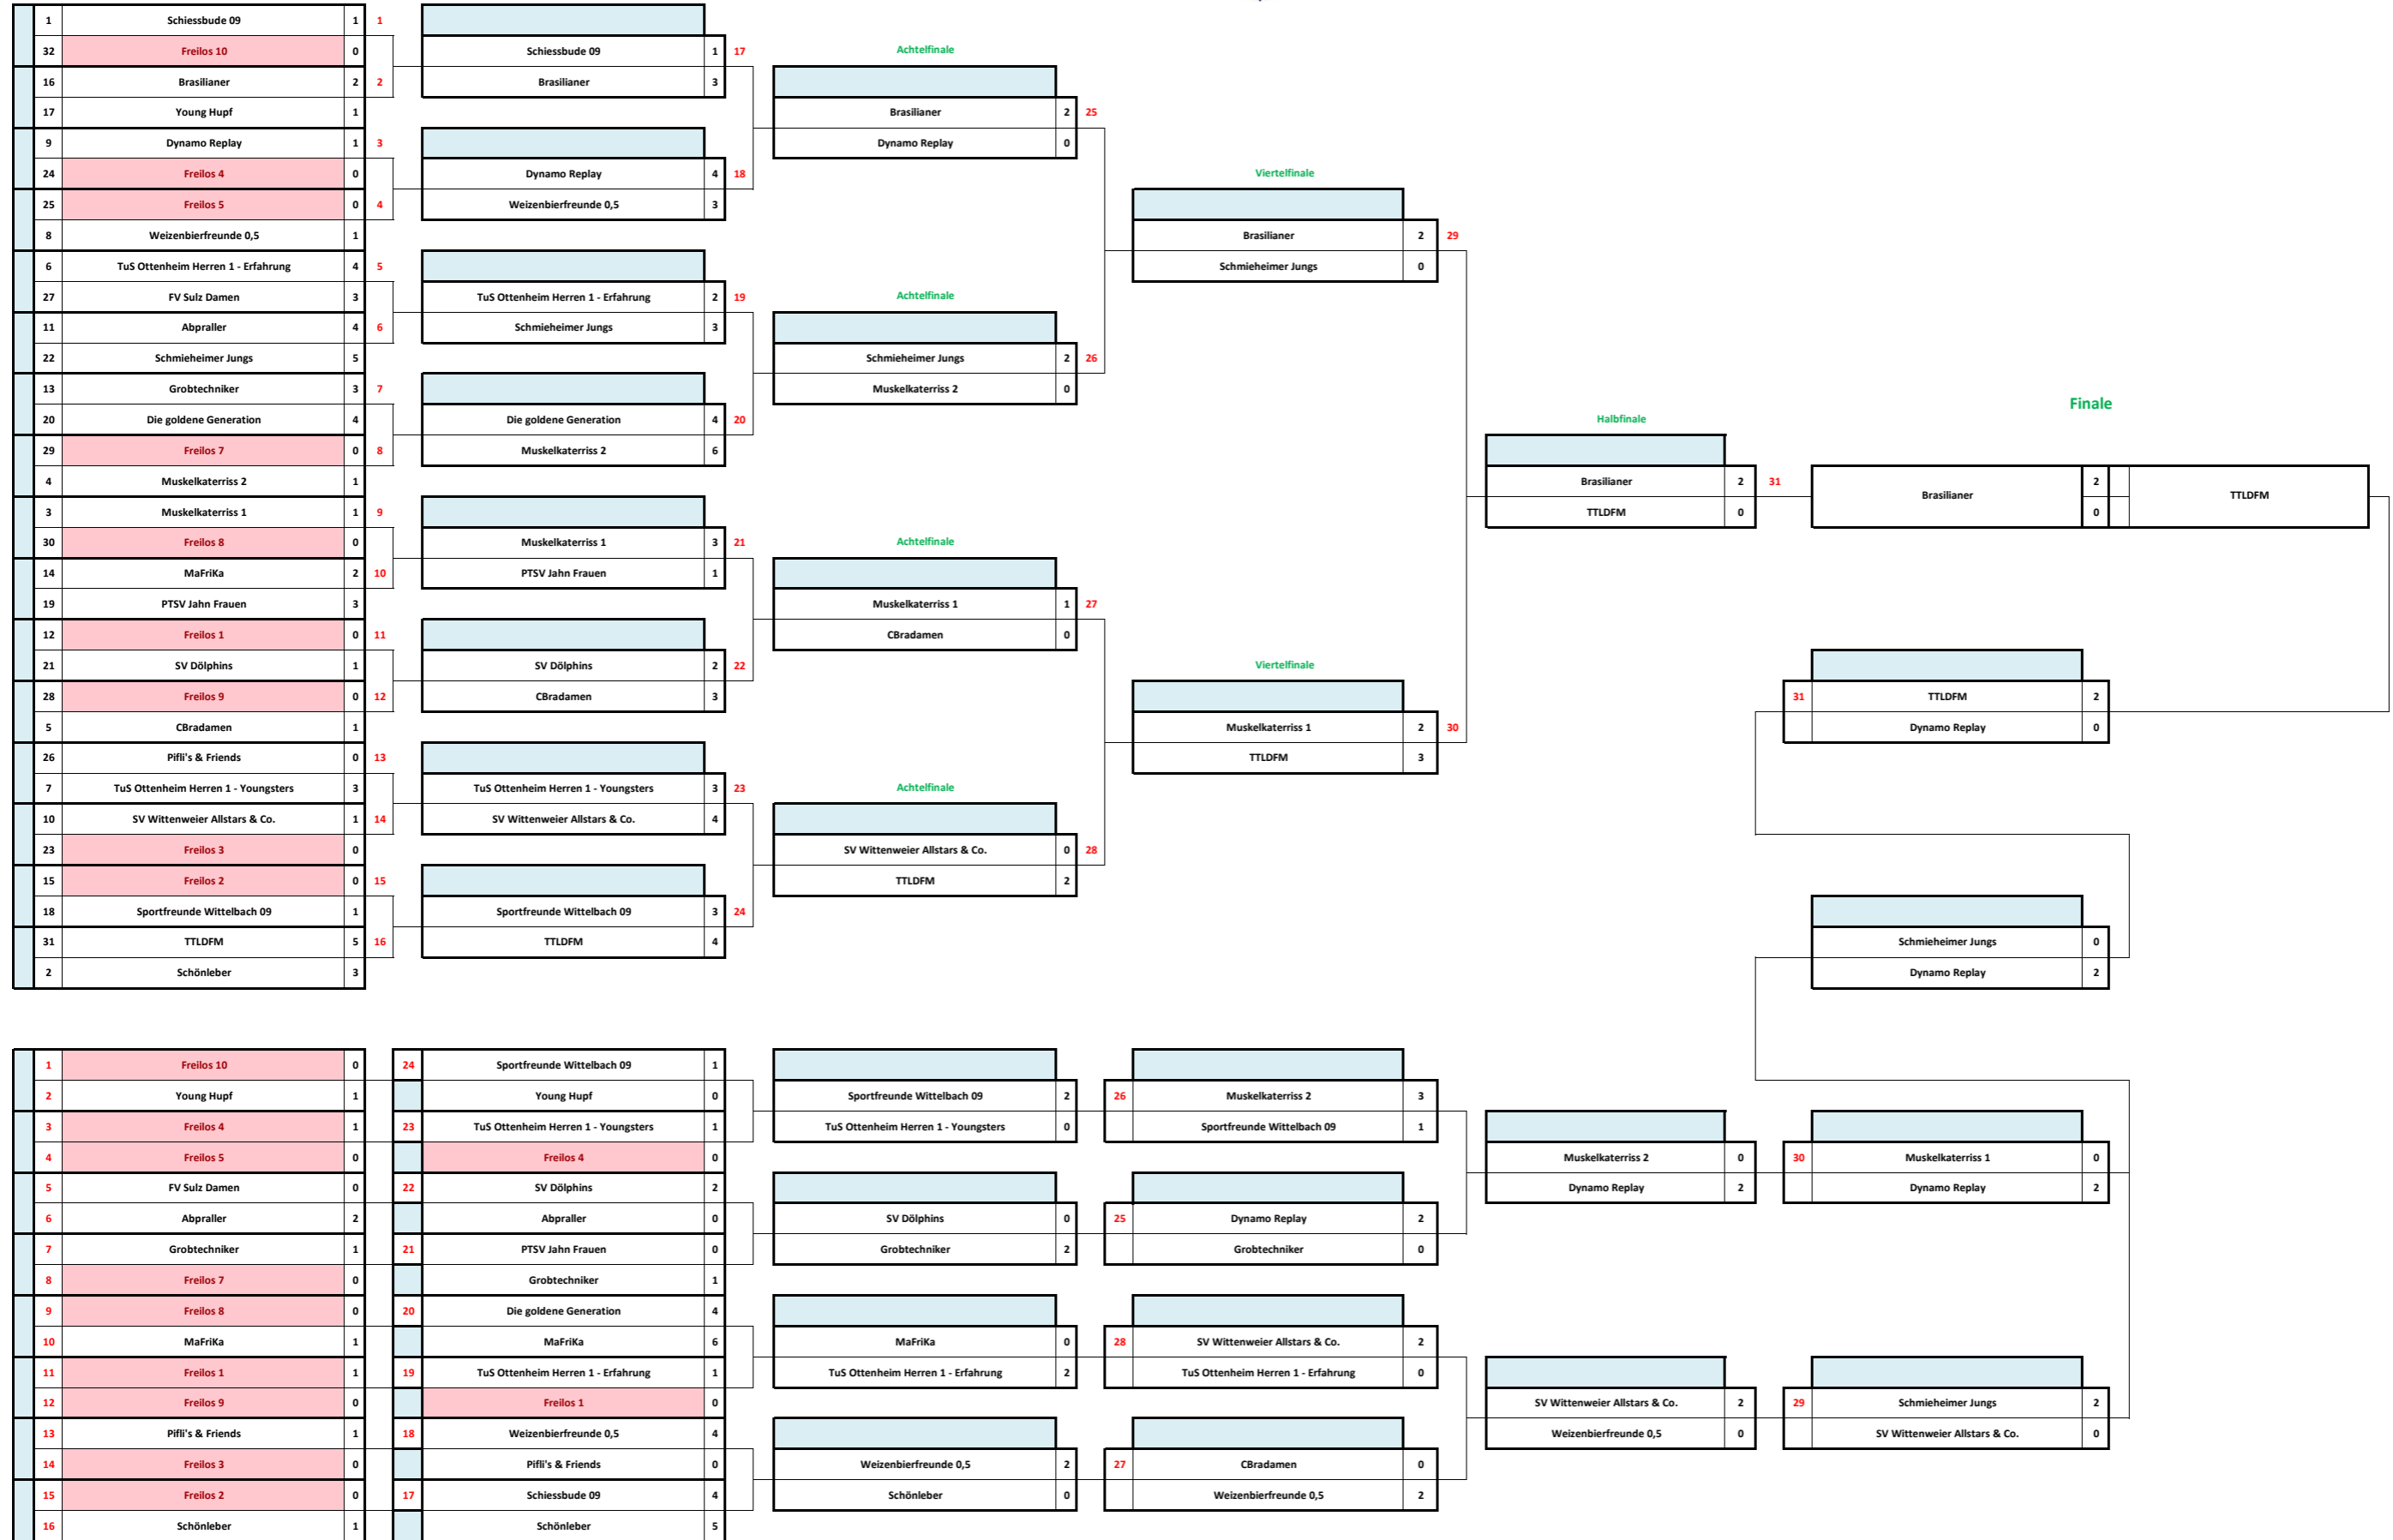 1 Schiessbude 09 1 1
32 Freilos 10 0
16 Brasilianer 2 2
17 Young Hupf 1
9 Dynamo Replay 1 3
24 Freilos 4 0
25 Freilos 5 0 4
8 Weizenbierfreunde 0,5 1
6 TuS Ottenheim Herren 1 - Erfahrung 4 5
27 FV Sulz Damen 3
11 Abpraller 4 6
22 Schmieheimer Jungs 5
13 Grobtechniker 3 7
20 Die goldene Generation 4
29 Freilos 7 0 8
4 Muskelkaterriss 2 1
3 Muskelkaterriss 1 1 9
30 Freilos 8 0
14 MaFriKa 2 10
19 PTSV Jahn Frauen 3
12 Freilos 1 0 11
21 SV Dölphins 1
28 Freilos 9 0 12
5 CBradamen 1
26 Pifli's & Friends 0 13
7 TuS Ottenheim Herren 1 - Youngsters 3
10 SV Wittenweier Allstars & Co. 1 14
23 Freilos 3 0
15 Freilos 2 0 15
18 Sportfreunde Wittelbach 09 1
31 TTLDFM 5 16
2 Schönleber 3
Schiessbude 09 1 17
Brasilianer 3
Dynamo Replay 4 18
Weizenbierfreunde 0,5 3
TuS Ottenheim Herren 1 - Erfahrung 2 19
Schmieheimer Jungs 3
Die goldene Generation 4 20
Muskelkaterriss 2 6
Muskelkaterriss 1 3 21
PTSV Jahn Frauen 1
SV Dölphins 2 22
CBradamen 3
TuS Ottenheim Herren 1 - Youngsters 3 23
SV Wittenweier Allstars & Co. 4
Sportfreunde Wittelbach 09 3 24
TTLDFM 4
Achtelfinale
Brasilianer 2 25
Dynamo Replay 0
Achtelfinale
Schmieheimer Jungs 2 26
Muskelkaterriss 2 0
Achtelfinale
Muskelkaterriss 1 1 27
CBradamen 0
Achtelfinale
SV Wittenweier Allstars & Co. 0 28
TTLDFM 2
Viertelfinale
Brasilianer 2 29
Schmieheimer Jungs 0
Viertelfinale
Muskelkaterriss 1 2 30
TTLDFM 3
Halbfinale
Brasilianer 2 31
TTLDFM 0
Finale
Brasilianer 2 TTLDFM
0
31 TTLDFM 2
Dynamo Replay 0
Schmieheimer Jungs 0
Dynamo Replay 2
1 Freilos 10 0
2 Young Hupf 1
3 Freilos 4 1
4 Freilos 5 0
5 FV Sulz Damen 0
6 Abpraller 2
7 Grobtechniker 1
8 Freilos 7 0
9 Freilos 8 0
10 MaFriKa 1
11 Freilos 1 1
12 Freilos 9 0
13 Pifli's & Friends 1
14 Freilos 3 0
15 Freilos 2 0
16 Schönleber 1
24 Sportfreunde Wittelbach 09 1
Young Hupf 0
23 TuS Ottenheim Herren 1 - Youngsters 1
Freilos 4 0
22 SV Dölphins 2
Abpraller 0
21 PTSV Jahn Frauen 0
Grobtechniker 1
20 Die goldene Generation 4
MaFriKa 6
19 TuS Ottenheim Herren 1 - Erfahrung 1
Freilos 1 0
18 Weizenbierfreunde 0,5 4
Pifli's & Friends 0
17 Schiessbude 09 4
Schönleber 5
Sportfreunde Wittelbach 09 2
TuS Ottenheim Herren 1 - Youngsters 0
SV Dölphins 0
Grobtechniker 2
MaFriKa 0
TuS Ottenheim Herren 1 - Erfahrung 2
Weizenbierfreunde 0,5 2
Schönleber 0
26 Muskelkaterriss 2 3
Sportfreunde Wittelbach 09 1
25 Dynamo Replay 2
Grobtechniker 0
28 SV Wittenweier Allstars & Co. 2
TuS Ottenheim Herren 1 - Erfahrung 0
27 CBradamen 0
Weizenbierfreunde 0,5 2
Muskelkaterriss 2 0
Dynamo Replay 2
SV Wittenweier Allstars & Co. 2
Weizenbierfreunde 0,5 0
30 Muskelkaterriss 1 0
Dynamo Replay 2
29 Schmieheimer Jungs 2
SV Wittenweier Allstars & Co. 0